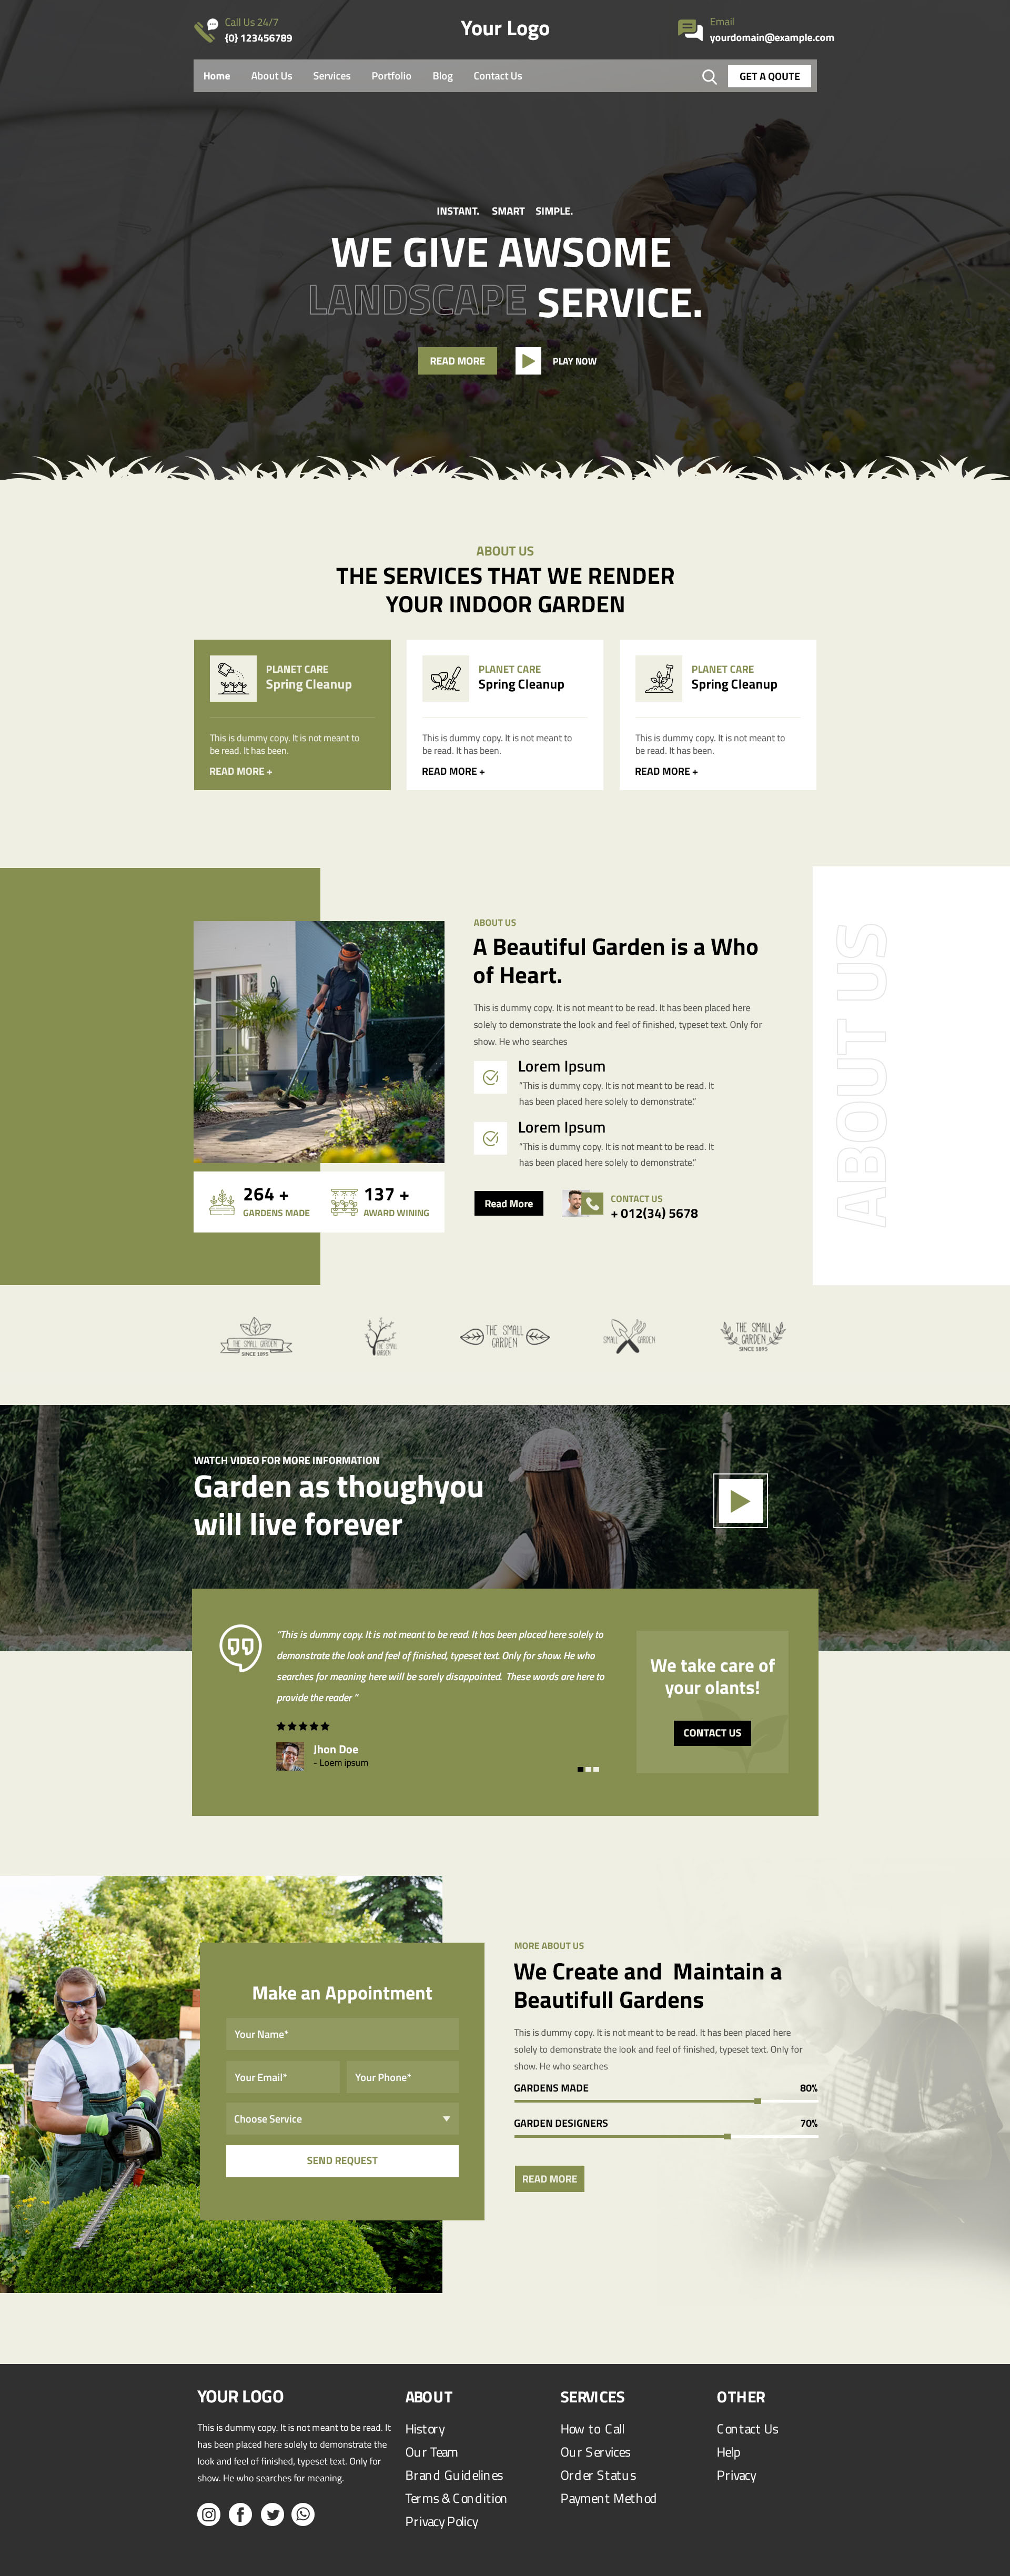 Call Us 24/7
{0} 123456789
Your Logo
Email
yourdomain@example.com
Home About Us Services Portfolio Blog Contact Us
GET A QOUTE
INSTANT. SMART SIMPLE.
WE GIVE AWSOME
LANDSCAPE SERVICE.
READ MORE
PLAY NOW
ABOUT US
THE SERVICES THAT WE RENDER
YOUR INDOOR GARDEN
PLANET CARE
Spring Cleanup
This is dummy copy. It is not meant to
be read. It has been.
READ MORE +
PLANET CARE
Spring Cleanup
This is dummy copy. It is not meant to
be read. It has been.
READ MORE +
PLANET CARE
Spring Cleanup
This is dummy copy. It is not meant to
be read. It has been.
READ MORE +
264 +
GARDENS MADE
137 +
AWARD WINING
ABOUT US
A Beautiful Garden is a Who
of Heart.
This is dummy copy. It is not meant to be read. It has been placed here
solely to demonstrate the look and feel of finished, typeset text. Only for
show. He who searches
Lorem Ipsum
“This is dummy copy. It is not meant to be read. It
has been placed here solely to demonstrate.”
Lorem Ipsum
“This is dummy copy. It is not meant to be read. It
has been placed here solely to demonstrate.”
Read More
CONTACT US
+ 012(34) 5678
ABOUT US
THE SMALL GARDEN
SINCE 1895
THE SMALL
GARDEN
THE SMALL
GARDEN
SMALL GARDEN
THE SMALL
GARDEN
SINCE 1895
WATCH VIDEO FOR MORE INFORMATION
Garden as thoughyou
will live forever
“This is dummy copy. It is not meant to be read. It has been placed here solely to
demonstrate the look and feel of finished, typeset text. Only for show. He who
searches for meaning here will be sorely disappointed. These words are here to
provide the reader ”
Jhon Doe
- Loem ipsum
We take care of
your olants!
CONTACT US
Make an Appointment
Your Name*
Your Email*
Your Phone*
Choose Service
SEND REQUEST
MORE ABOUT US
We Create and Maintain a
Beautifull Gardens
This is dummy copy. It is not meant to be read. It has been placed here
solely to demonstrate the look and feel of finished, typeset text. Only for
show. He who searches
GARDENS MADE 80%
GARDEN DESIGNERS 70%
READ MORE
YOUR LOGO
This is dummy copy. It is not meant to be read. It
has been placed here solely to demonstrate the
look and feel of finished, typeset text. Only for
show. He who searches for meaning.
ABOUT
History
Our Team
Brand Guidelines
Terms & Condition
Privacy Policy
SERVICES
How to Call
Our Services
Order Status
Payment Method
OTHER
Contact Us
Help
Privacy